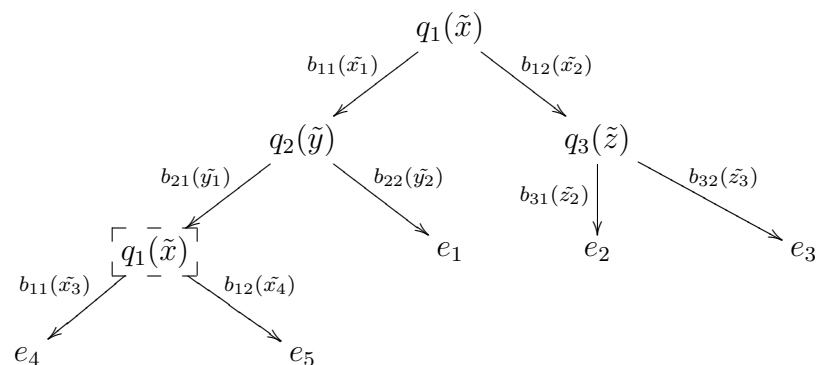 q₁(x̃)
b₁₁(x̃₁) b₁₂(x̃₂)
q₂(ỹ) q₃(z̃)
b₂₁(ỹ₁) b₂₂(ỹ₂) b₃₁(z̃₂) b₃₂(z̃₃)
q₁(x̃) e₁ e₂ e₃
b₁₁(x̃₃) b₁₂(x̃₄)
e₄ e₅